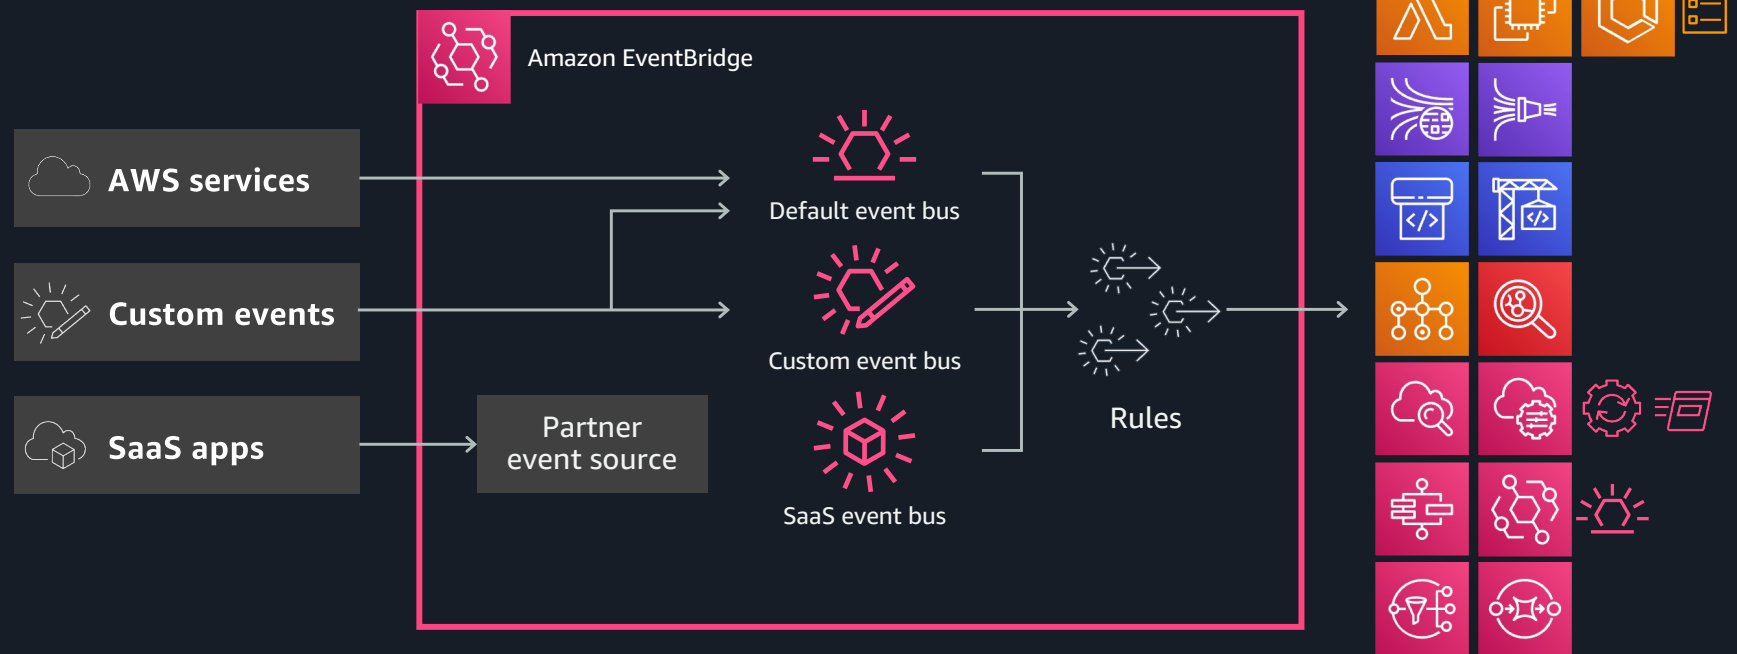 Amazon EventBridge
AWS services
Default event bus
Custom events
Custom event bus
SaaS apps
Partner
event source
Rules
SaaS event bus